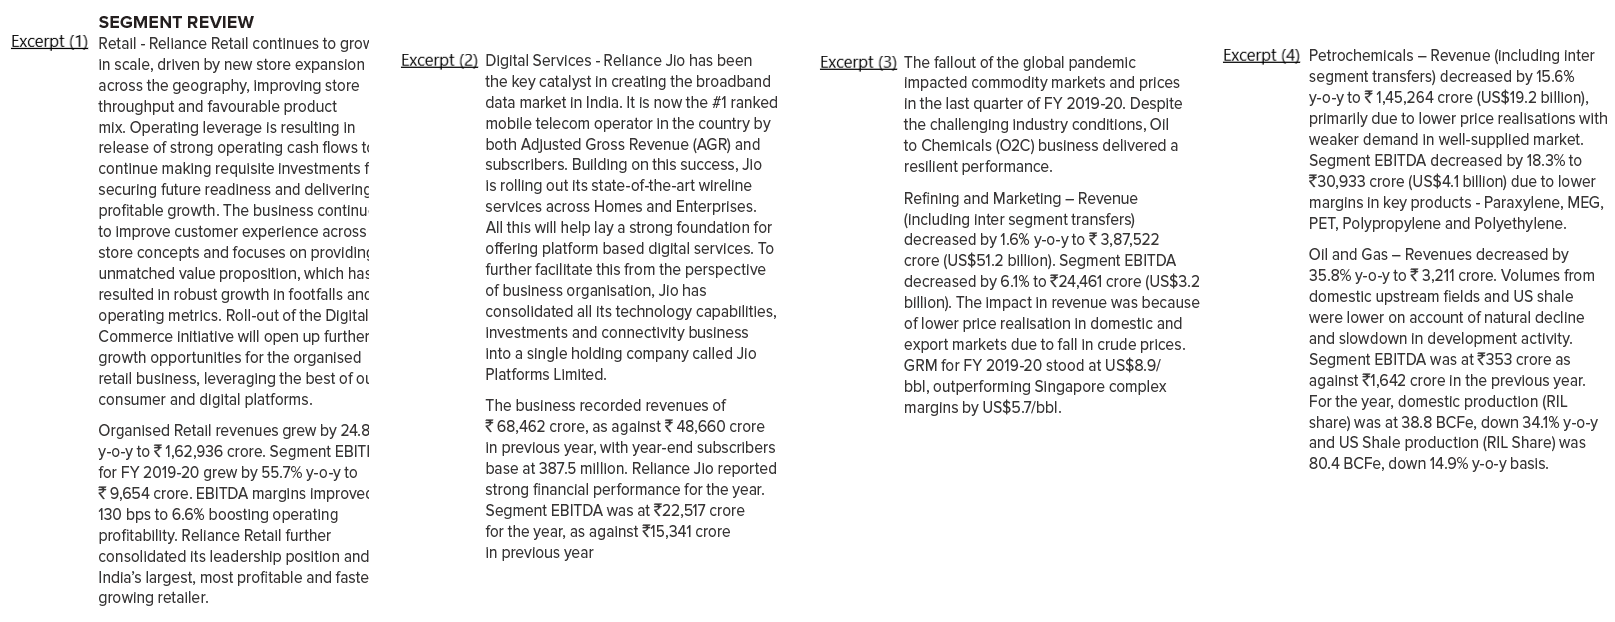 SEGMENT REVIEW
Excerpt (1)
Retail - Reliance Retail continues to grow
in scale, driven by new store expansion
across the geography, improving store
throughput and favourable product
mix. Operating leverage is resulting in
release of strong operating cash flows to
continue making requisite investments f
securing future readiness and delivering
profitable growth. The business continu
to improve customer experience across
store concepts and focuses on providing
unmatched value proposition, which has
resulted in robust growth in footfalls and
operating metrics. Roll-out of the Digital
Commerce initiative will open up further
growth opportunities for the organised
retail business, leveraging the best of ou
consumer and digital platforms.
Organised Retail revenues grew by 24.8
y-o-y to ₹ 1,62,936 crore. Segment EBIT
for FY 2019-20 grew by 55.7% y-o-y to
₹ 9,654 crore. EBITDA margins improved
130 bps to 6.6% boosting operating
profitability. Reliance Retail further
consolidated its leadership position and
India's largest, most profitable and faste
growing retailer.
Excerpt (2)
Digital Services - Reliance Jio has been
the key catalyst in creating the broadband
data market in India. It is now the #1 ranked
mobile telecom operator in the country by
both Adjusted Gross Revenue (AGR) and
subscribers. Building on this success, Jio
is rolling out its state-of-the-art wireline
services across Homes and Enterprises.
All this will help lay a strong foundation for
offering platform based digital services. To
further facilitate this from the perspective
of business organisation, Jio has
consolidated all its technology capabilities,
investments and connectivity business
into a single holding company called Jio
Platforms Limited.
The business recorded revenues of
₹ 68,462 crore, as against ₹ 48,660 crore
in previous year, with year-end subscribers
base at 387.5 million. Reliance Jio reported
strong financial performance for the year.
Segment EBITDA was at ₹22,517 crore
for the year, as against ₹15,341 crore
in previous year
Excerpt (3)
The fallout of the global pandemic
impacted commodity markets and prices
in the last quarter of FY 2019-20. Despite
the challenging industry conditions, Oil
to Chemicals (O2C) business delivered a
resilient performance.
Refining and Marketing – Revenue
(including inter segment transfers)
decreased by 1.6% y-o-y to ₹ 3,87,522
crore (US$51.2 billion). Segment EBITDA
decreased by 6.1% to ₹24,461 crore (US$3.2
billion). The impact in revenue was because
of lower price realisation in domestic and
export markets due to fall in crude prices.
GRM for FY 2019-20 stood at US$8.9/
bbl, outperforming Singapore complex
margins by US$5.7/bbl.
Excerpt (4)
Petrochemicals – Revenue (including inter
segment transfers) decreased by 15.6%
y-o-y to ₹ 1,45,264 crore (US$19.2 billion),
primarily due to lower price realisations with
weaker demand in well-supplied market.
Segment EBITDA decreased by 18.3% to
₹30,933 crore (US$4.1 billion) due to lower
margins in key products - Paraxylene, MEG,
PET, Polypropylene and Polyethylene.
Oil and Gas – Revenues decreased by
35.8% y-o-y to ₹ 3,211 crore. Volumes from
domestic upstream fields and US shale
were lower on account of natural decline
and slowdown in development activity.
Segment EBITDA was at ₹353 crore as
against ₹1,642 crore in the previous year.
For the year, domestic production (RIL
share) was at 38.8 BCFe, down 34.1% y-o-y
and US Shale production (RIL Share) was
80.4 BCFe, down 14.9% y-o-y basis.